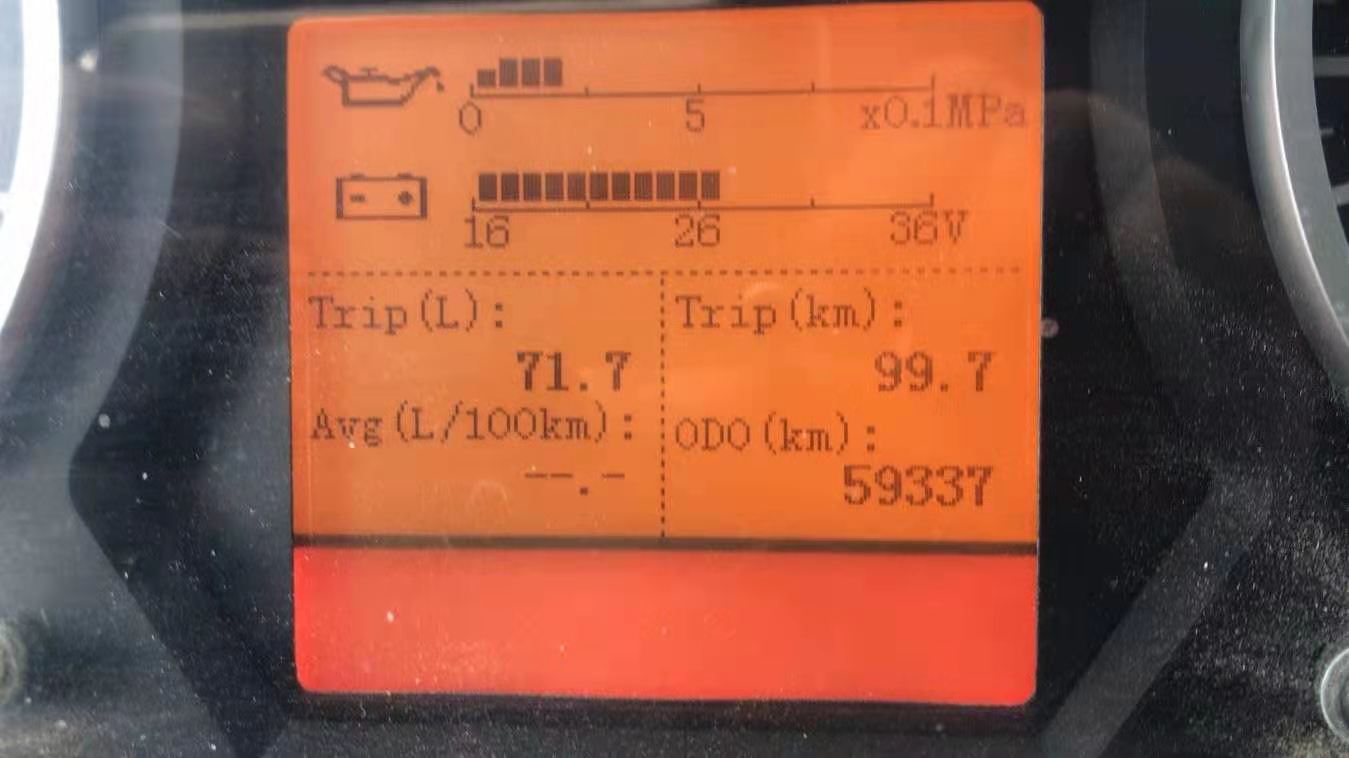 0 5 x0.1MPa
16 26 36V
Trip(L): Trip(km):
71.7 99.7
Avg(L/100km): ODO(km):
--.- 59337